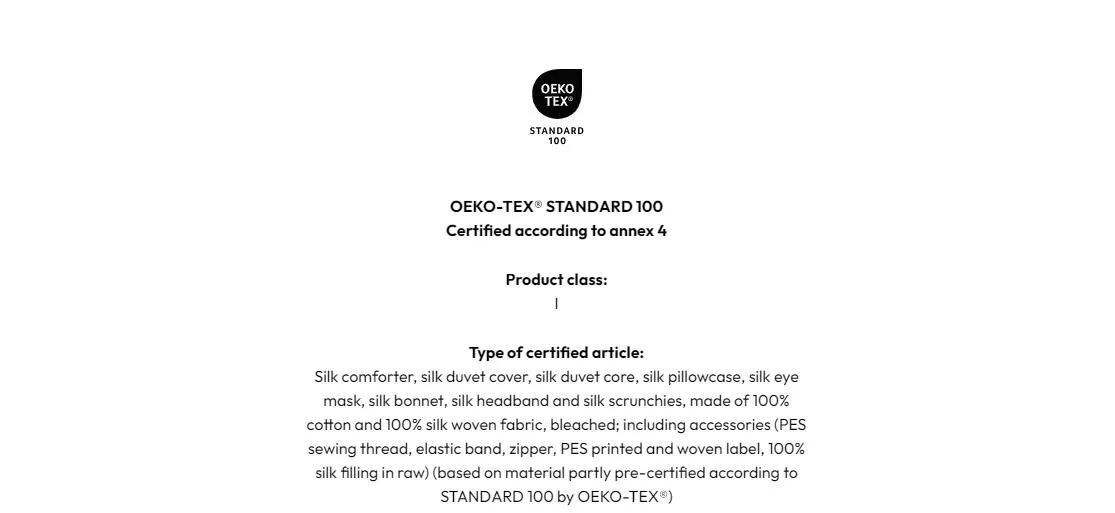 OEKO
TEX®
STANDARD
100
OEKO-TEX® STANDARD 100
Certified according to annex 4
Product class:
I
Type of certified article:
Silk comforter, silk duvet cover, silk duvet core, silk pillowcase, silk eye
mask, silk bonnet, silk headband and silk scrunchies, made of 100%
cotton and 100% silk woven fabric, bleached; including accessories (PES
sewing thread, elastic band, zipper, PES printed and woven label, 100%
silk filling in raw) (based on material partly pre-certified according to
STANDARD 100 by OEKO-TEX®)